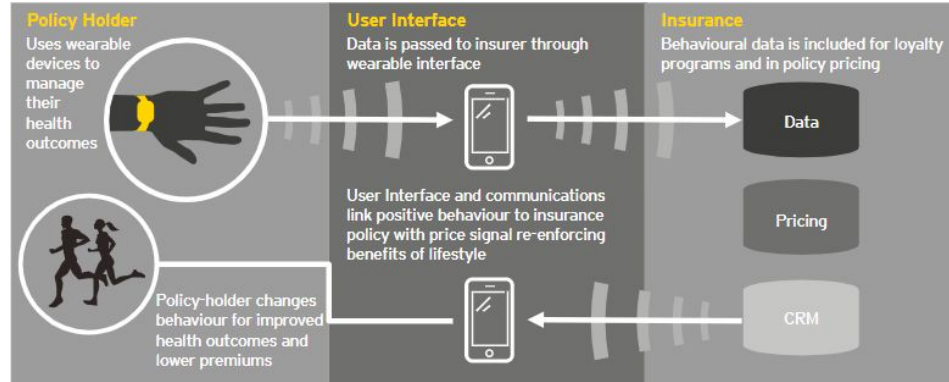 Policy Holder
Uses wearable
devices to
manage
their
health
outcomes
User Interface
Data is passed to insurer through
wearable interface
Insurance
Behavioural data is included for loyalty
programs and in policy pricing
Data
User Interface and communications
link positive behaviour to insurance
policy with price signal re-enforcing
benefits of lifestyle
Pricing
Policy-holder changes
behaviour for improved
health outcomes and
lower premiums
CRM